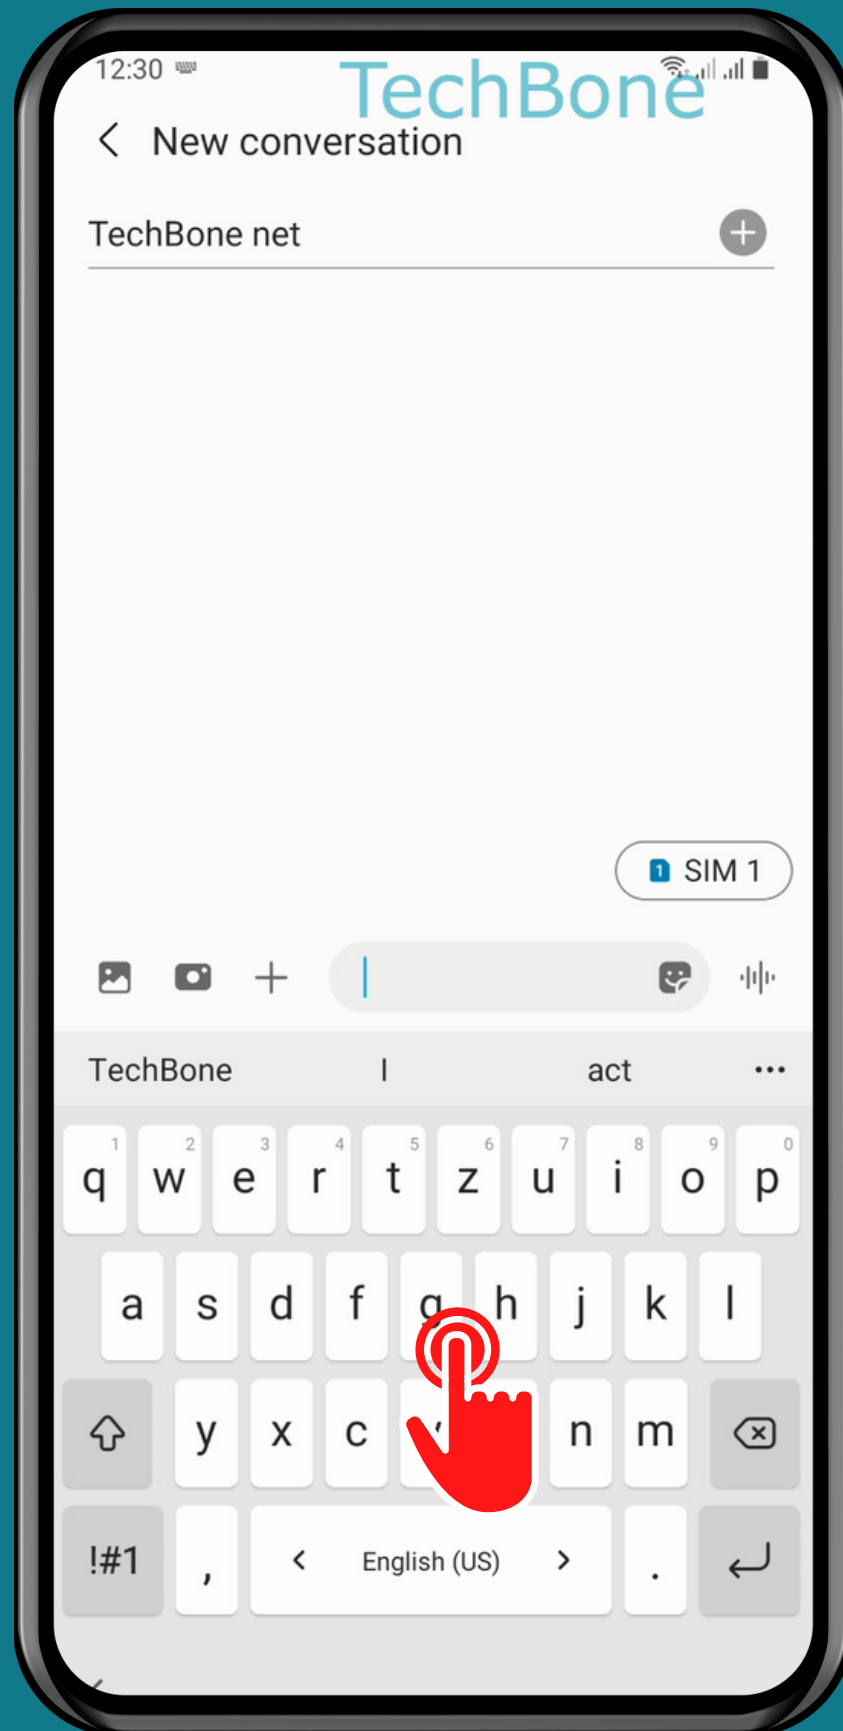 12:30
TechBone
New conversation
TechBone net
1 SIM 1
TechBone I act
1 2 3 4 5 6 7 8 9 0
q w e r t z u i o p
a s d f g h j k l
y x c n m
!#1 , < English (US) > .